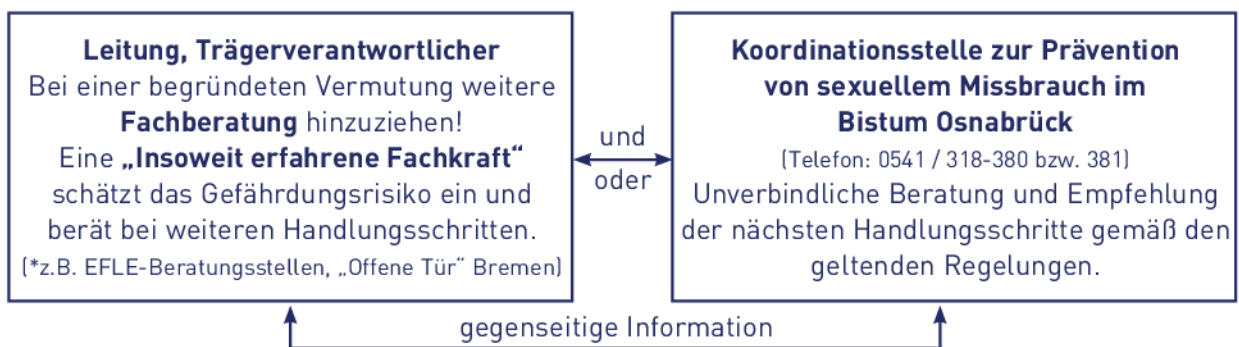 Leitung, Trägerverantwortlicher
Bei einer begründeten Vermutung weitere
Fachberatung hinzuziehen!
Eine „Insoweit erfahrene Fachkraft“
schätzt das Gefährdungsrisiko ein und
berät bei weiteren Handlungsschritten.
(*z.B. EFLE-Beratungsstellen, „Offene Tür“ Bremen)
und
oder
Koordinationsstelle zur Prävention
von sexuellem Missbrauch im
Bistum Osnabrück
(Telefon: 0541 / 318-380 bzw. 381)
Unverbindliche Beratung und Empfehlung
der nächsten Handlungsschritte gemäß den
geltenden Regelungen.
gegenseitige Information